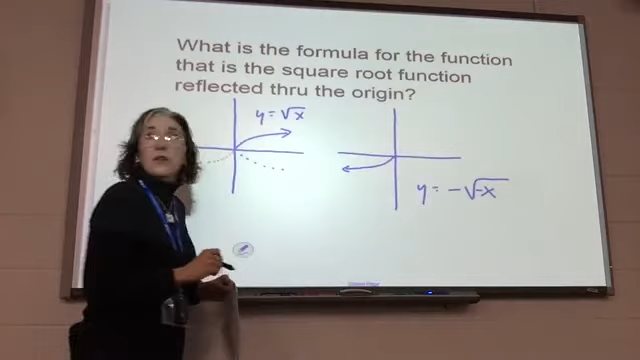 What is the formula for the function
that is the square root function
reflected thru the origin?
y = √x
y = -√-x